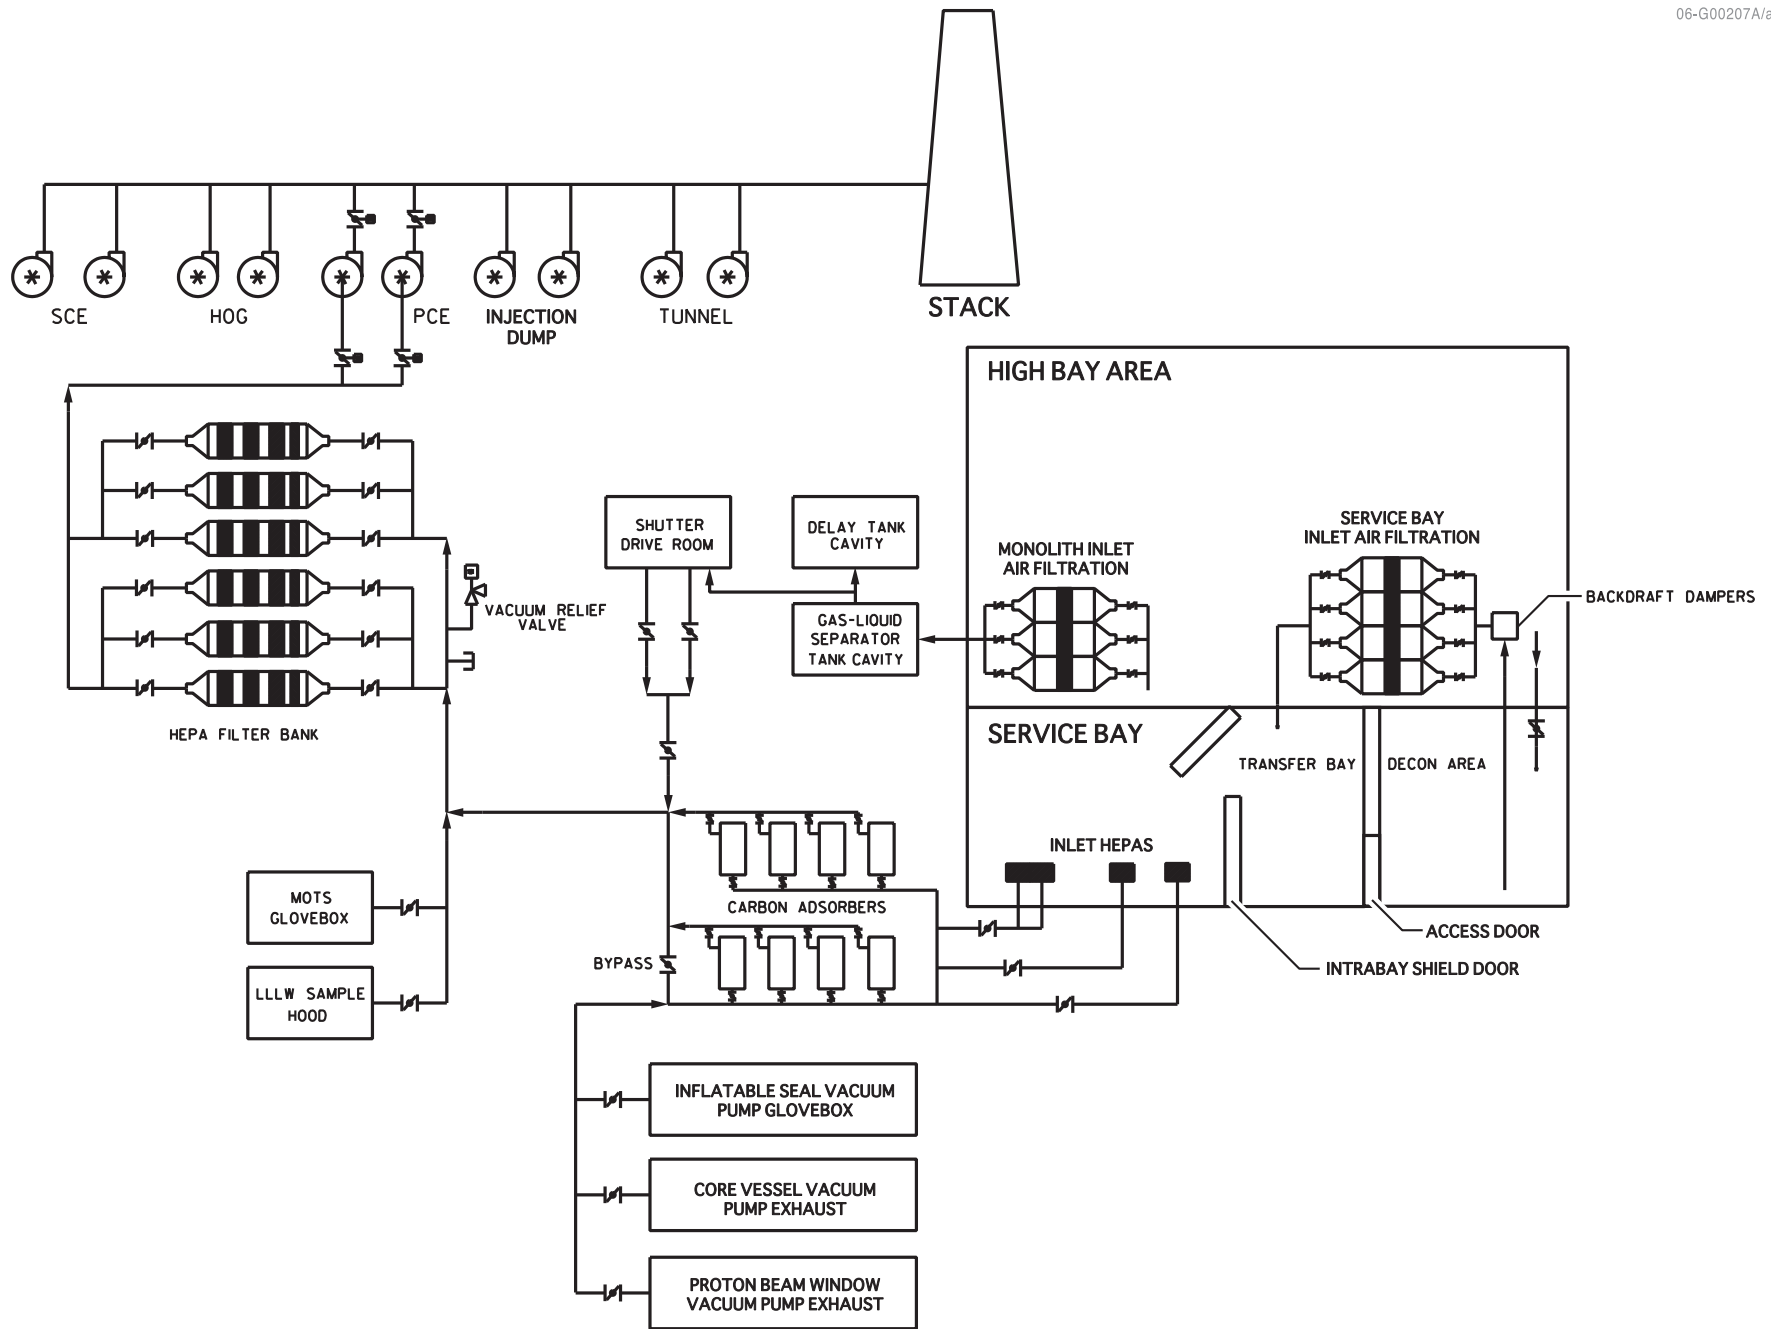 06-G00207A/a
SCE
HOG
PCE
INJECTION
DUMP
TUNNEL
STACK
HIGH BAY AREA
SHUTTER
DRIVE ROOM
DELAY TANK
CAVITY
MONOLITH INLET
AIR FILTRATION
SERVICE BAY
INLET AIR FILTRATION
BACKDRAFT DAMPERS
VACUUM RELIEF
VALVE
GAS-LIQUID
SEPARATOR
TANK CAVITY
HEPA FILTER BANK
SERVICE BAY
TRANSFER BAY
DECON AREA
INLET HEPAS
MOTS
GLOVEBOX
CARBON ADSORBERS
ACCESS DOOR
BYPASS
INTRABAY SHIELD DOOR
LLLW SAMPLE
HOOD
INFLATABLE SEAL VACUUM
PUMP GLOVEBOX
CORE VESSEL VACUUM
PUMP EXHAUST
PROTON BEAM WINDOW
VACUUM PUMP EXHAUST